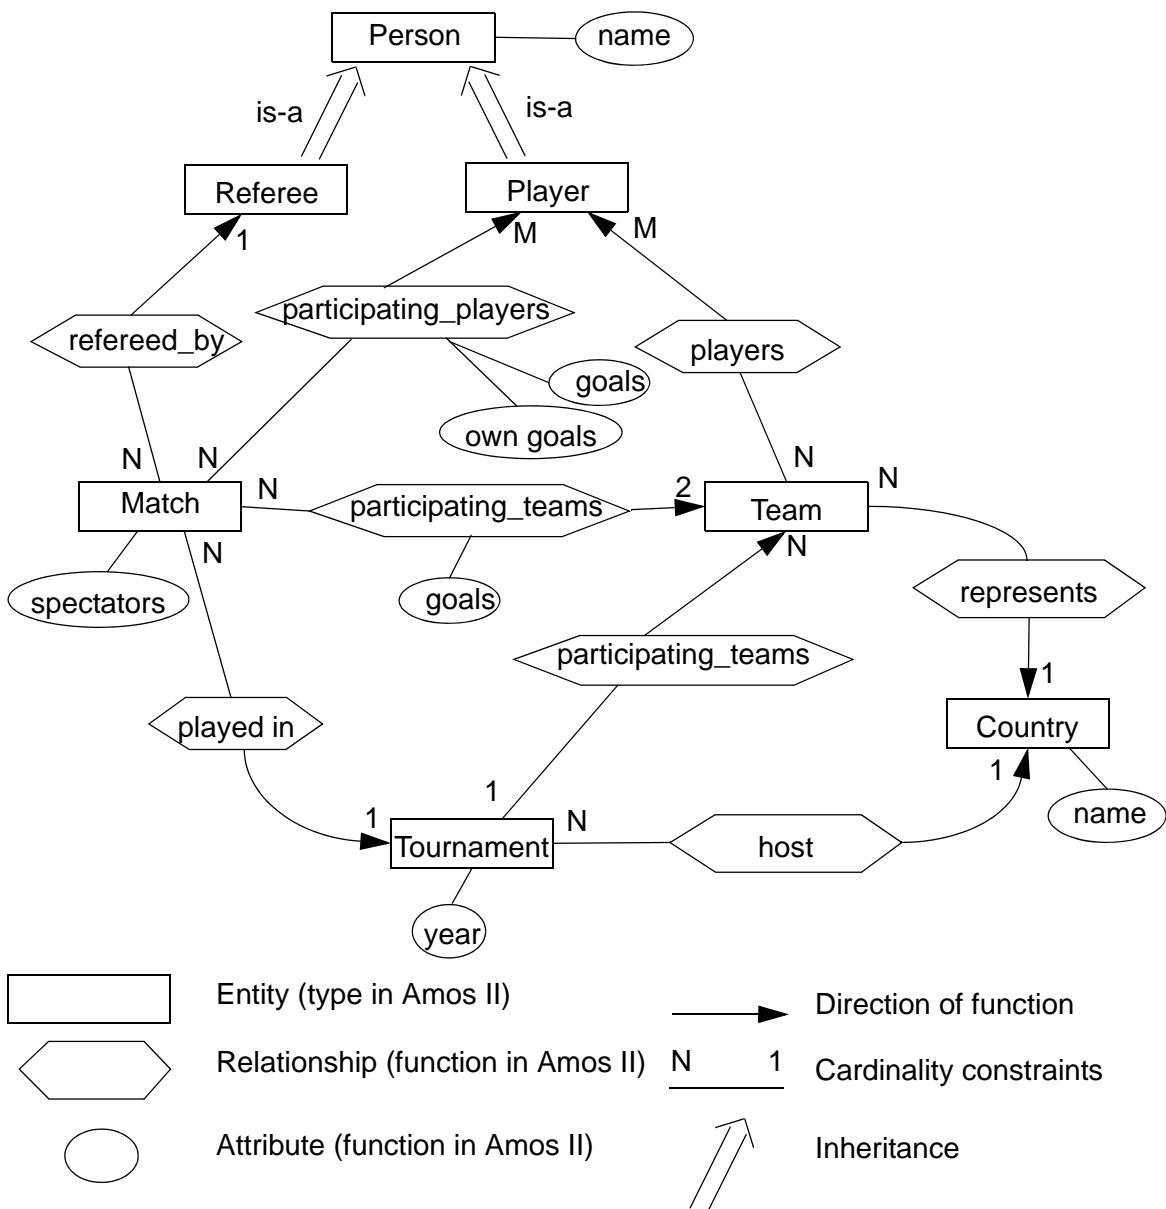 Person
name
is-a
is-a
Referee
Player
1
M
M
participating_players
refereed_by
players
goals
own goals
N
N
N
N
N
2
Match
participating_teams
Team
N
N
spectators
goals
represents
participating_teams
1
played in
Country
1
1
1
N
name
Tournament
host
year
Entity (type in Amos II)
Direction of function
Relationship (function in Amos II)
N 1
Cardinality constraints
Attribute (function in Amos II)
Inheritance